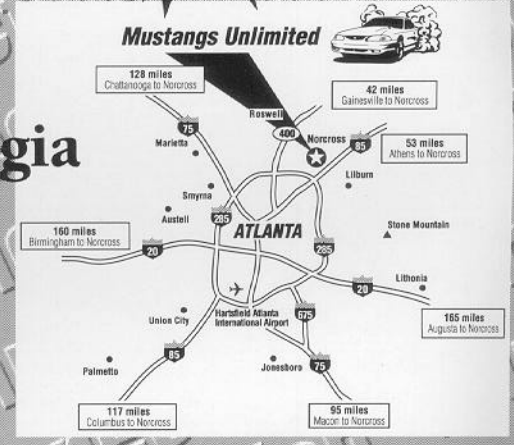 Mustangs Unlimited
128 miles
Chattanooga to Norcross
42 miles
Gainesville to Norcross
Roswell
400
Norcross
75
85
53 miles
Athens to Norcross
gia
Marietta
Lilburn
Smyrna
Austell
285
ATLANTA
Stone Mountain
160 miles
Birmingham to Norcross
20
285
Lithonia
20
Hartsfield Atlanta
International Airport
675
165 miles
Augusta to Norcross
Union City
85
Jonesboro
75
Palmetto
117 miles
Columbus to Norcross
95 miles
Macon to Norcross